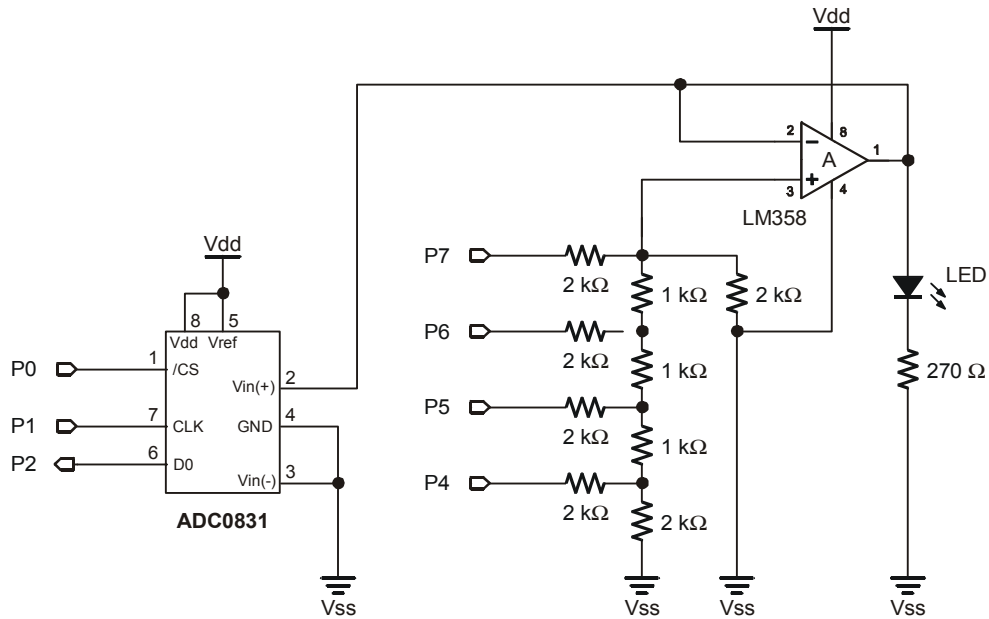 Vdd
2
8
A
1
3
4
LM358
Vdd
P7
2 kΩ
1 kΩ
2 kΩ
LED
8
5
Vdd
Vref
P6
2 kΩ
P0
1
/CS
Vin(+)
2
1 kΩ
270 Ω
P1
7
CLK
GND
4
P5
2 kΩ
1 kΩ
P2
6
D0
Vin(-)
3
P4
2 kΩ
2 kΩ
ADC0831
Vss
Vss
Vss
Vss